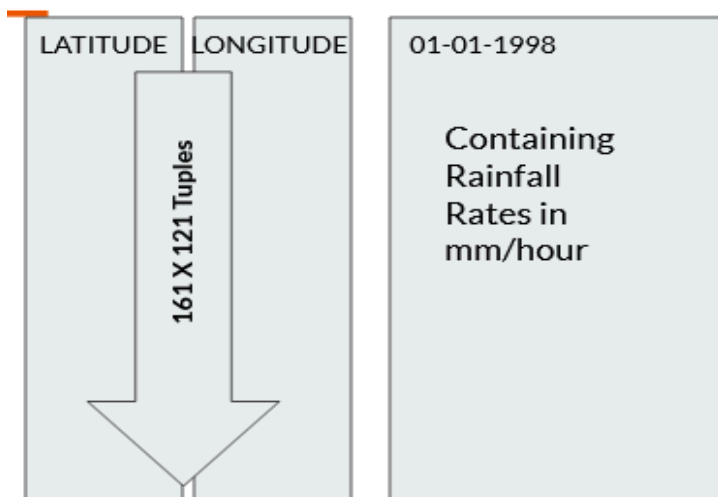 LATITUDE
LONGITUDE
01-01-1998
161 X 121 Tuples
Containing
Rainfall
Rates in
mm/hour